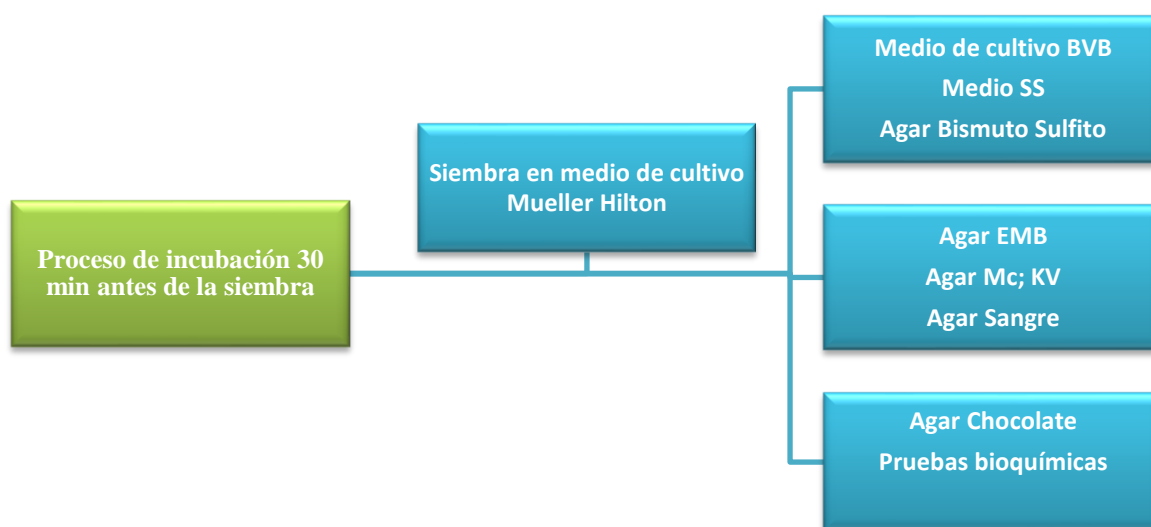 Proceso de incubación 30
min antes de la siembra
Siembra en medio de cultivo
Mueller Hilton
Medio de cultivo BVB
Medio SS
Agar Bismuto Sulfito
Agar EMB
Agar Mc; KV
Agar Sangre
Agar Chocolate
Pruebas bioquímicas